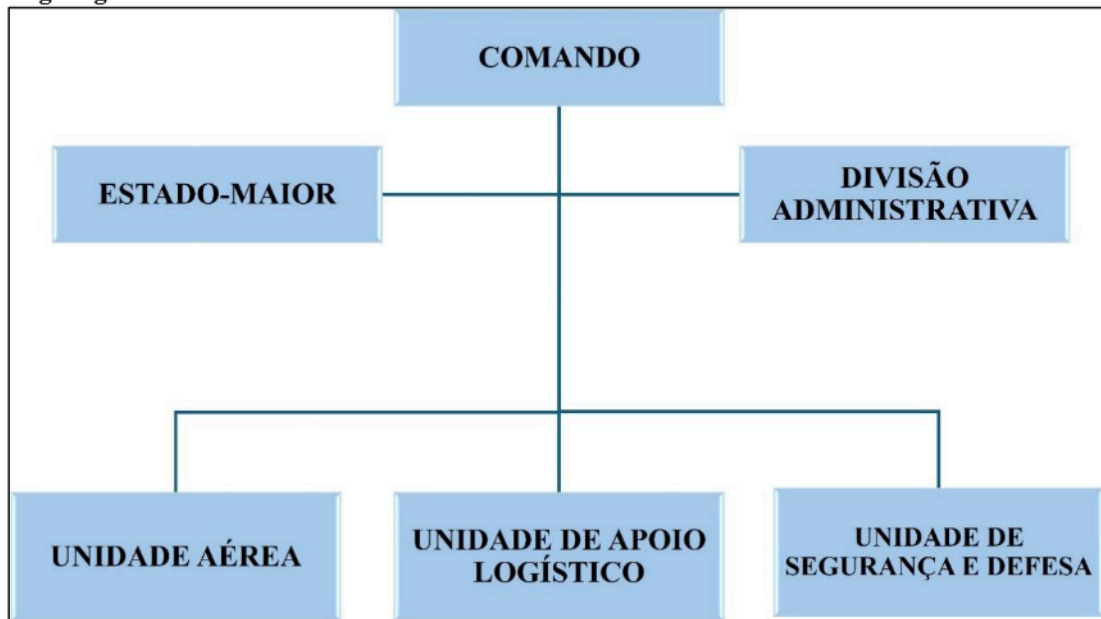 COMANDO
ESTADO-MAIOR
DIVISÃO
ADMINISTRATIVA
UNIDADE AÉREA
UNIDADE DE APOIO
LOGÍSTICO
UNIDADE DE
SEGURANÇA E DEFESA